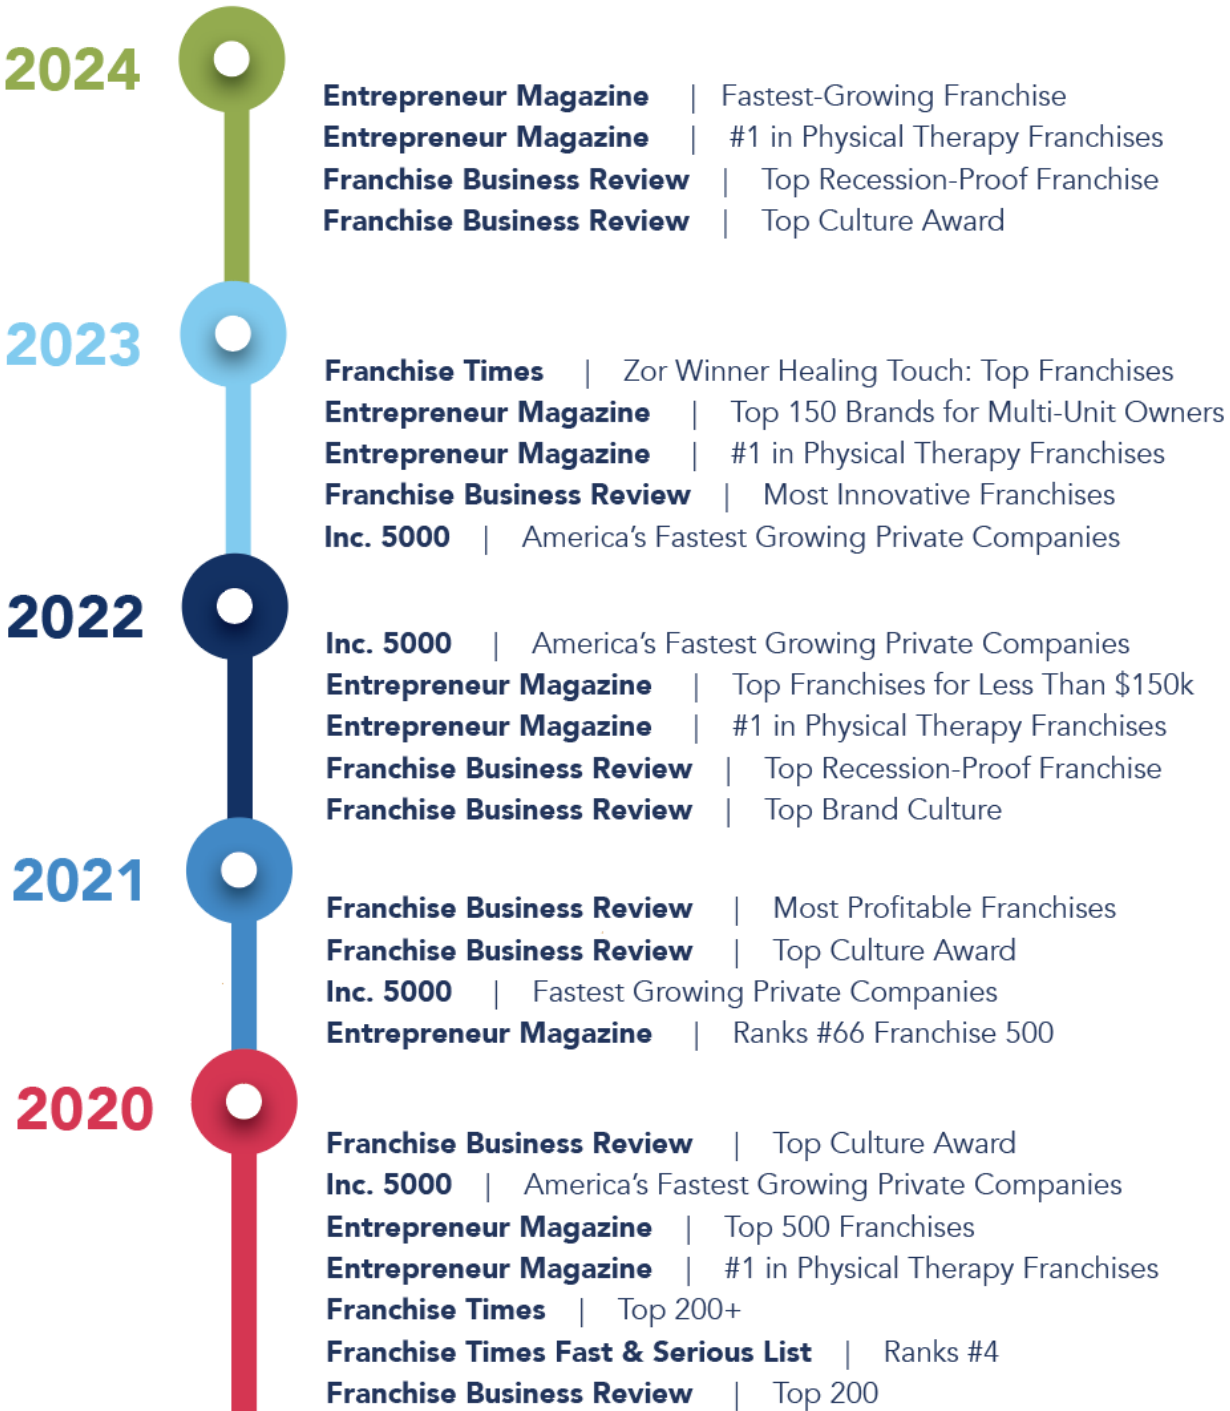 2024
Entrepreneur Magazine | Fastest-Growing Franchise
Entrepreneur Magazine | #1 in Physical Therapy Franchises
Franchise Business Review | Top Recession-Proof Franchise
Franchise Business Review | Top Culture Award
2023
Franchise Times | Zor Winner Healing Touch: Top Franchises
Entrepreneur Magazine | Top 150 Brands for Multi-Unit Owners
Entrepreneur Magazine | #1 in Physical Therapy Franchises
Franchise Business Review | Most Innovative Franchises
Inc. 5000 | America's Fastest Growing Private Companies
2022
Inc. 5000 | America's Fastest Growing Private Companies
Entrepreneur Magazine | Top Franchises for Less Than $150k
Entrepreneur Magazine | #1 in Physical Therapy Franchises
Franchise Business Review | Top Recession-Proof Franchise
Franchise Business Review | Top Brand Culture
2021
Franchise Business Review | Most Profitable Franchises
Franchise Business Review | Top Culture Award
Inc. 5000 | Fastest Growing Private Companies
Entrepreneur Magazine | Ranks #66 Franchise 500
2020
Franchise Business Review | Top Culture Award
Inc. 5000 | America's Fastest Growing Private Companies
Entrepreneur Magazine | Top 500 Franchises
Entrepreneur Magazine | #1 in Physical Therapy Franchises
Franchise Times | Top 200+
Franchise Times Fast & Serious List | Ranks #4
Franchise Business Review | Top 200